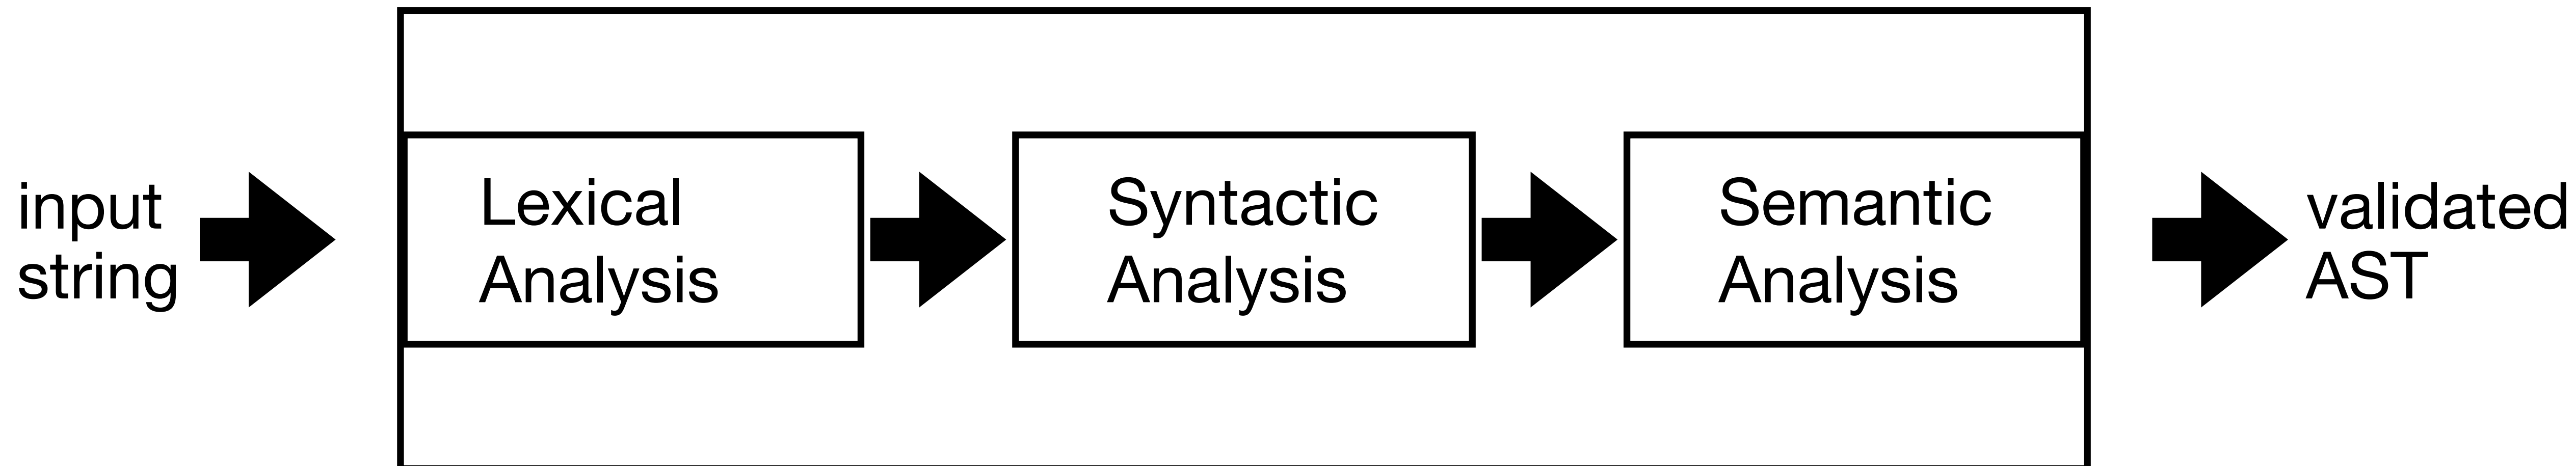 input
string
Lexical
Analysis
Syntactic
Analysis
Semantic
Analysis
validated
AST